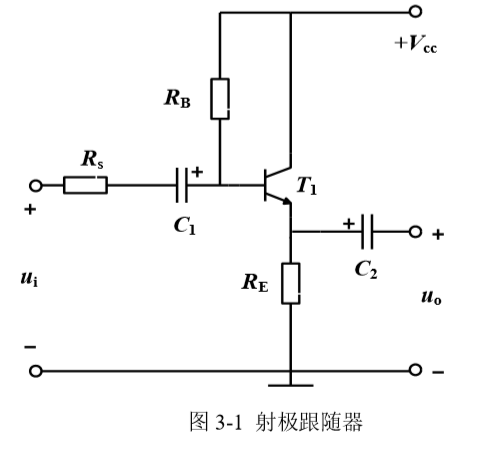 +Vcc
RB
Rs
+
T1
+
C1
+
+
C2
ui
RE
uo
−
−
图 3-1 射极跟随器